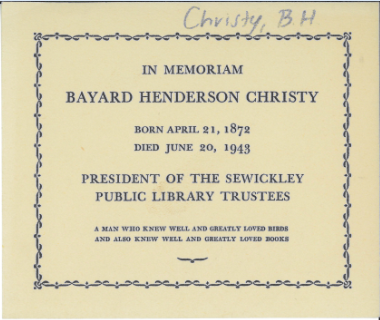 Christy, B.H
IN MEMORIAM
BAYARD HENDERSON CHRISTY
BORN APRIL 21, 1872
DIED JUNE 20, 1943
PRESIDENT OF THE SEWICKLEY
PUBLIC LIBRARY TRUSTEES
A MAN WHO KNEW WELL AND GREATLY LOVED BIRDS
AND ALSO KNEW WELL AND GREATLY LOVED BOOKS